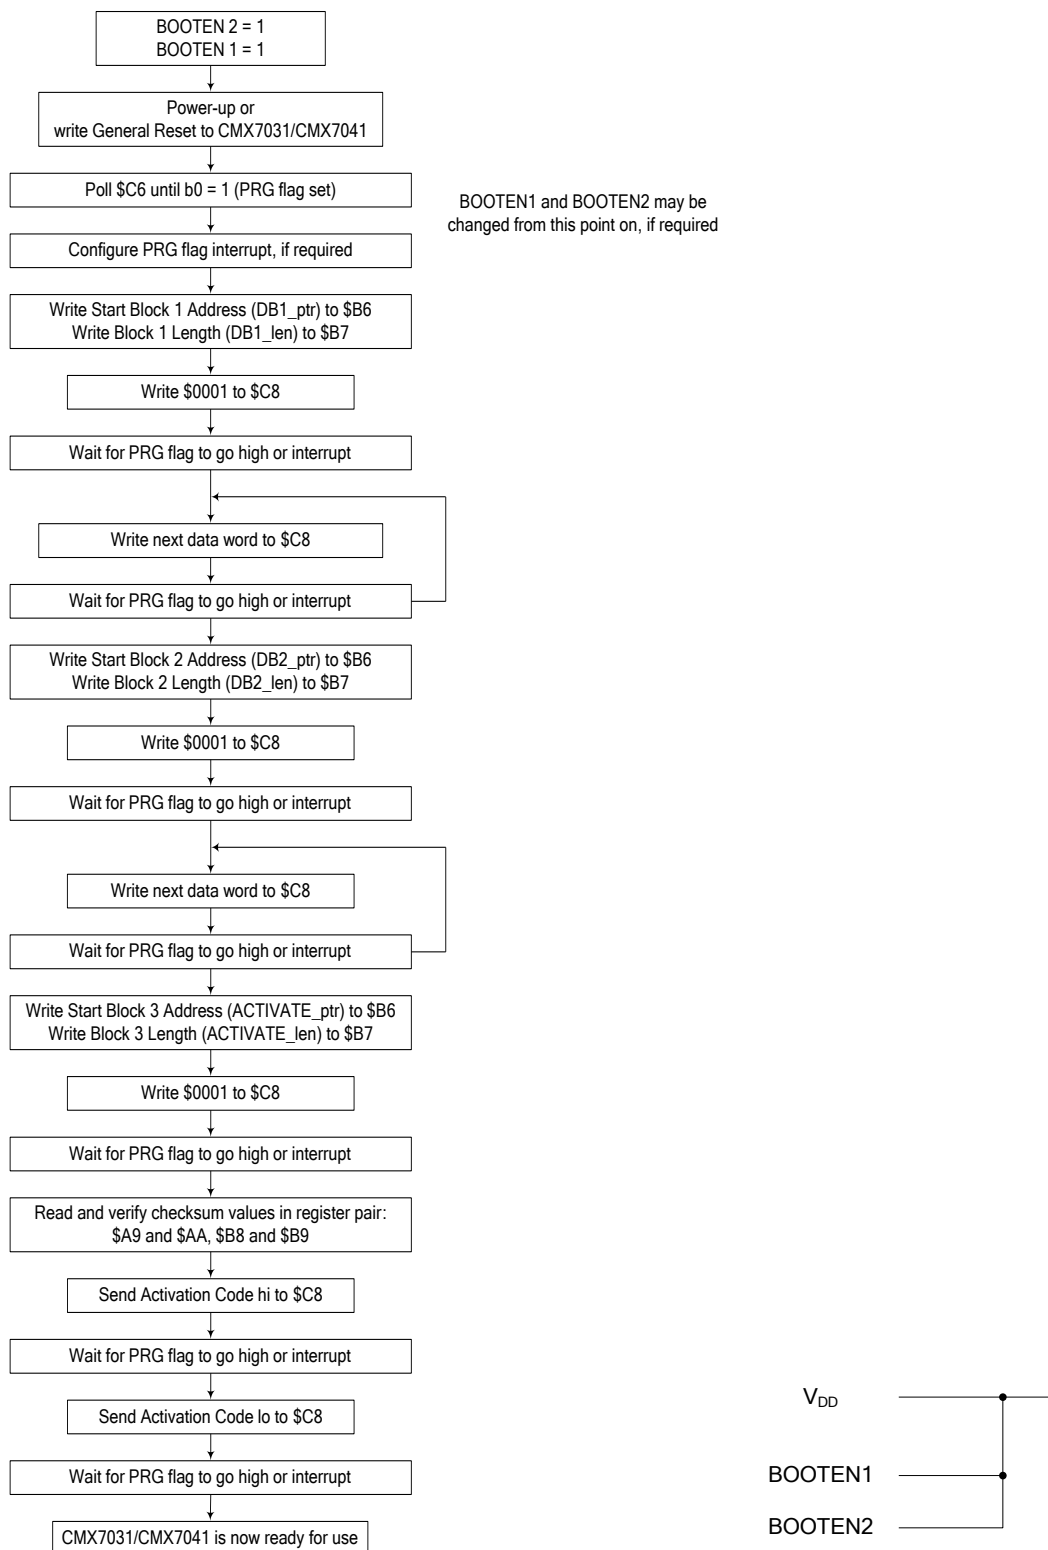 BOOTEN 2 = 1
BOOTEN 1 = 1
Power-up or
write General Reset to CMX7031/CMX7041
Poll $C6 until b0 = 1 (PRG flag set)
BOOTEN1 and BOOTEN2 may be
changed from this point on, if required
Configure PRG flag interrupt, if required
Write Start Block 1 Address (DB1_ptr) to $B6
Write Block 1 Length (DB1_len) to $B7
Write $0001 to $C8
Wait for PRG flag to go high or interrupt
Write next data word to $C8
Wait for PRG flag to go high or interrupt
Write Start Block 2 Address (DB2_ptr) to $B6
Write Block 2 Length (DB2_len) to $B7
Write $0001 to $C8
Wait for PRG flag to go high or interrupt
Write next data word to $C8
Wait for PRG flag to go high or interrupt
Write Start Block 3 Address (ACTIVATE_ptr) to $B6
Write Block 3 Length (ACTIVATE_len) to $B7
Write $0001 to $C8
Wait for PRG flag to go high or interrupt
Read and verify checksum values in register pair:
$A9 and $AA, $B8 and $B9
Send Activation Code hi to $C8
Wait for PRG flag to go high or interrupt
Send Activation Code lo to $C8
Wait for PRG flag to go high or interrupt
CMX7031/CMX7041 is now ready for use
VDD
BOOTEN1
BOOTEN2